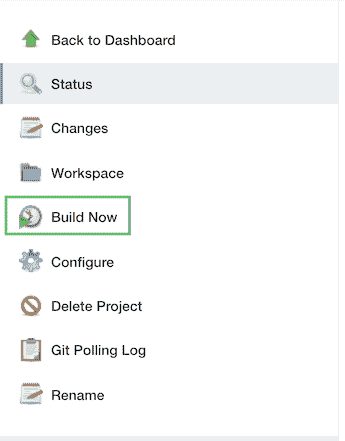 Back to Dashboard
Status
Changes
Workspace
Build Now
Configure
Delete Project
Git Polling Log
Rename